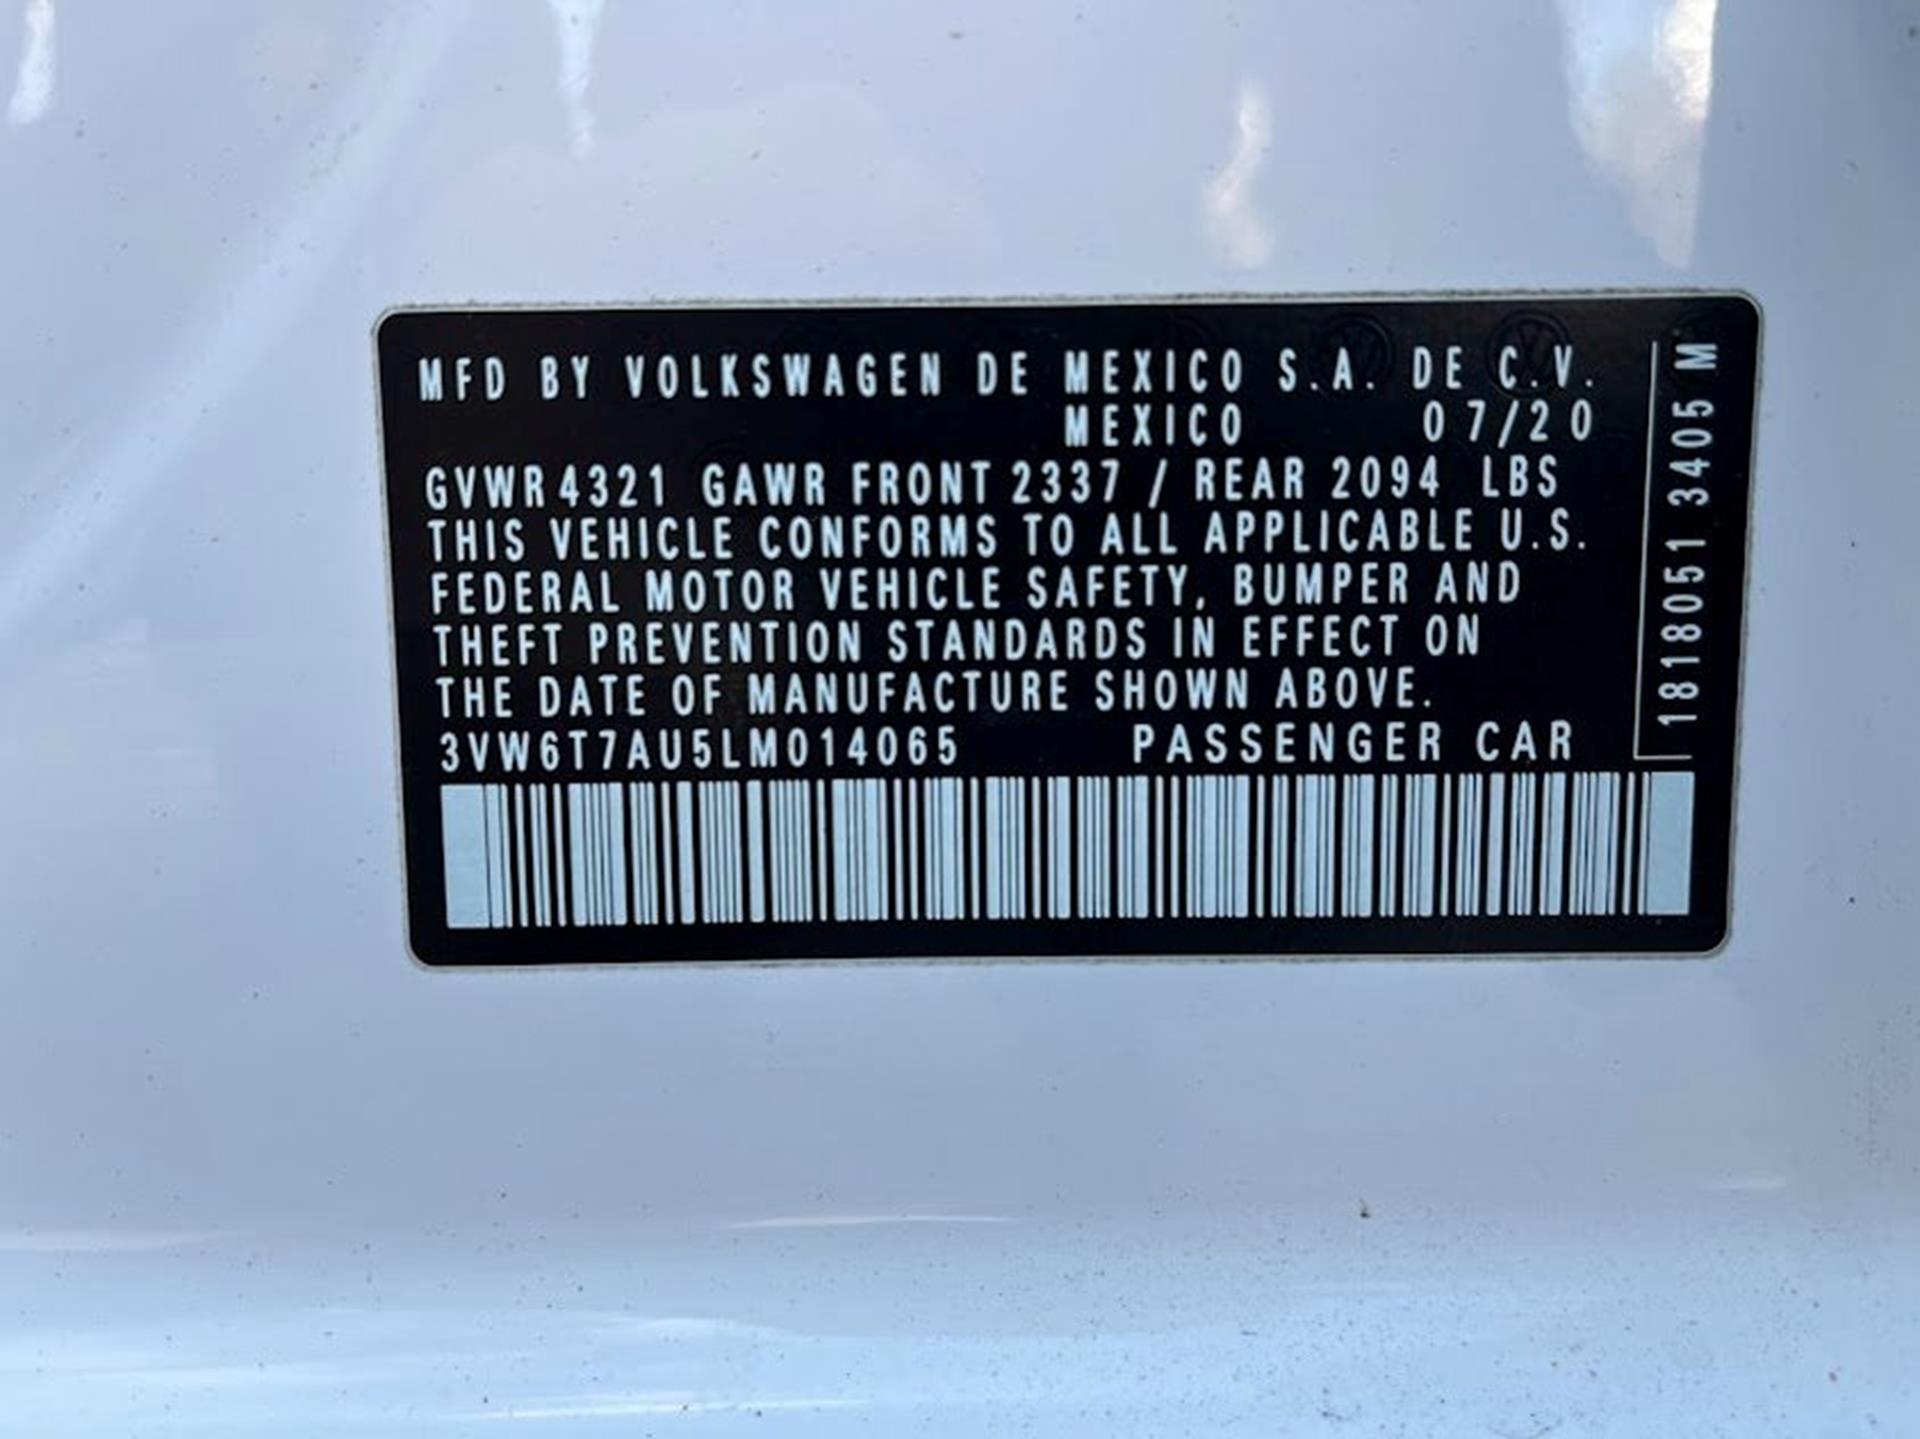 MFD BY VOLKSWAGEN DE MEXICO S.A. DE C.V.
MEXICO 07/20
GVWR 4321 GAWR FRONT 2337 / REAR 2094 LBS
THIS VEHICLE CONFORMS TO ALL APPLICABLE U.S.
FEDERAL MOTOR VEHICLE SAFETY, BUMPER AND
THEFT PREVENTION STANDARDS IN EFFECT ON
THE DATE OF MANUFACTURE SHOWN ABOVE.
3VW6T7AU5LM014065 PASSENGER CAR
1818051 3405 M